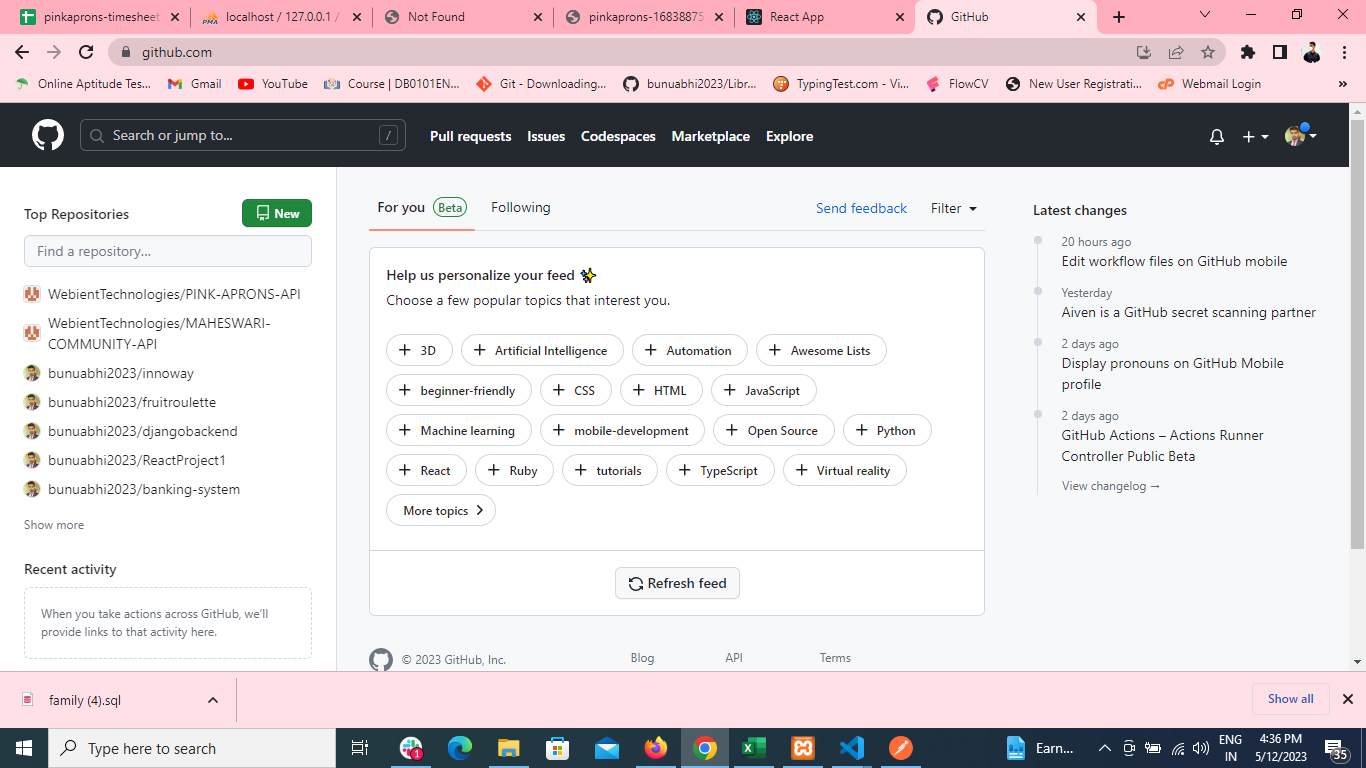 pinkaprons-timesheet
localhost / 127.0.0.1 /
Not Found
pinkaprons-16838875
React App
GitHub
github.com
Online Aptitude Tes...
Gmail
YouTube
Course | DB0101EN...
Git - Downloading...
bunuabhi2023/Libr...
TypingTest.com - Vi...
FlowCV
New User Registrati...
Webmail Login
»
Search or jump to...
/
Pull requests
Issues
Codespaces
Marketplace
Explore
Top Repositories
New
Find a repository...
WebientTechnologies/PINK-APRONS-API
WebientTechnologies/MAHESWARI-
COMMUNITY-API
bunuabhi2023/innoway
bunuabhi2023/fruitroulette
bunuabhi2023/djangobackend
bunuabhi2023/ReactProject1
bunuabhi2023/banking-system
Show more
Recent activity
When you take actions across GitHub, we'll
provide links to that activity here.
For you Beta
Following
Send feedback
Filter
Help us personalize your feed ✨
Choose a few popular topics that interest you.
3D
Artificial Intelligence
Automation
Awesome Lists
beginner-friendly
CSS
HTML
JavaScript
Machine learning
mobile-development
Open Source
Python
React
Ruby
tutorials
TypeScript
Virtual reality
More topics
Refresh feed
© 2023 GitHub, Inc.
Blog
API
Terms
Latest changes
20 hours ago
Edit workflow files on GitHub mobile
Yesterday
Aiven is a GitHub secret scanning partner
2 days ago
Display pronouns on GitHub Mobile
profile
2 days ago
GitHub Actions – Actions Runner
Controller Public Beta
View changelog →
family (4).sql
Show all
Type here to search
1
Earn...
ENG
IN
4:36 PM
5/12/2023
35